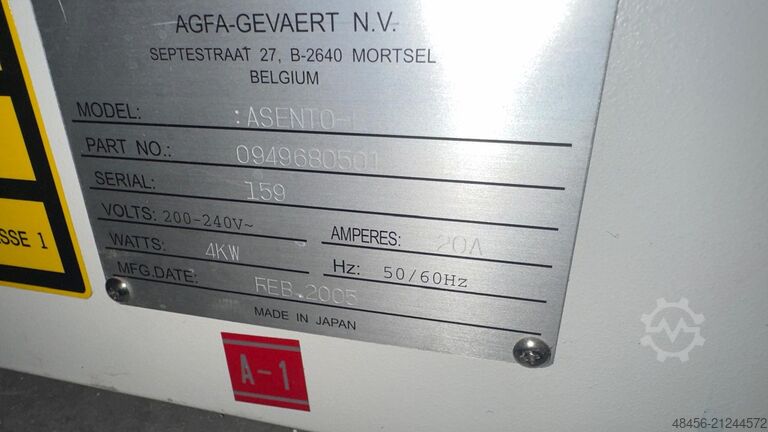 AGFA-GEVAERT N.V.
SEPTESTRAAT 27, B-2640 MORTSEL
BELGIUM
MODEL: :ASENTO-
PART NO.: 0949680501
SERIAL: 159
VOLTS: 200-240V~ AMPERES: 20A
WATTS: 4KW Hz: 50/60Hz
MFG.DATE: FEB.2005
MADE IN JAPAN
SSE 1
A-1
48456-21244572